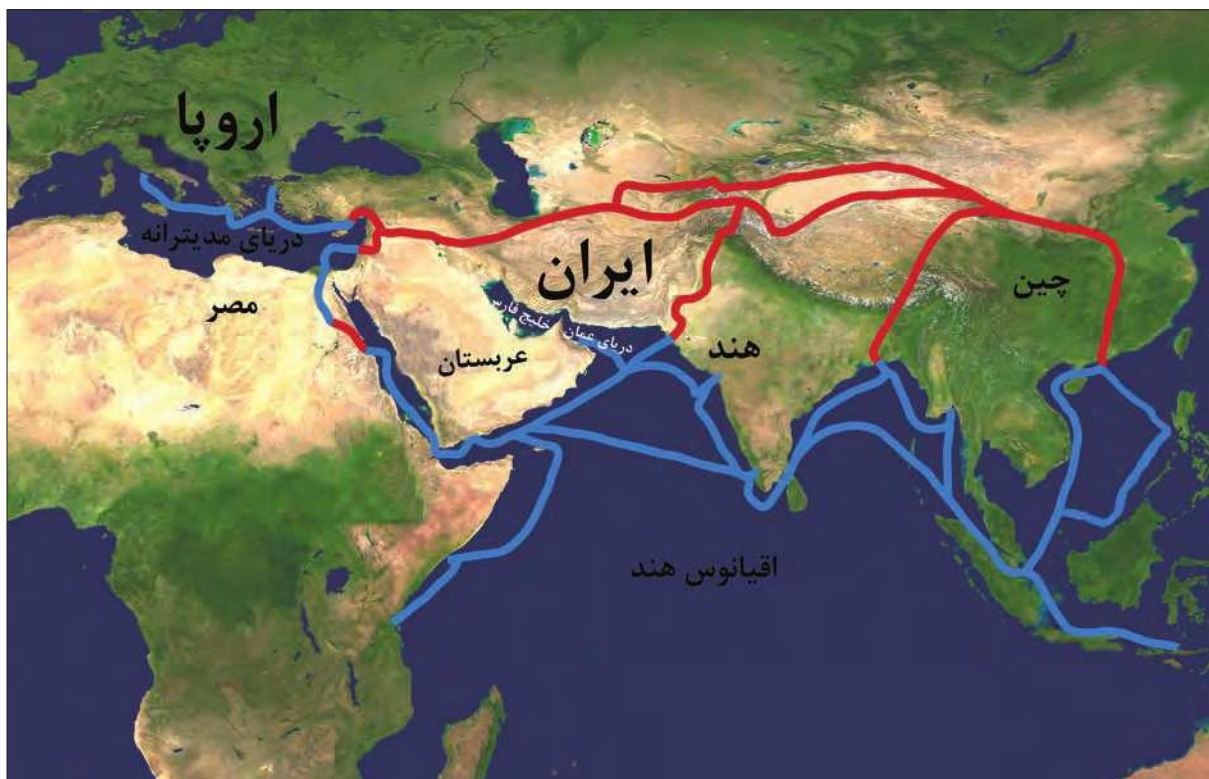 اروپا
دریای مدیترانه
مصر
ایران
چین
خلیج فارس
دریای عمان
عربستان
هند
اقیانوس هند